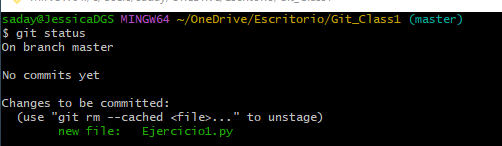 saday@JessicaDGS MINGW64 ~/OneDrive/Escritorio/Git_Class1 (master)
$ git status
On branch master
No commits yet
Changes to be committed:
(use "git rm --cached <file>..." to unstage)
new file: Ejercicio1.py